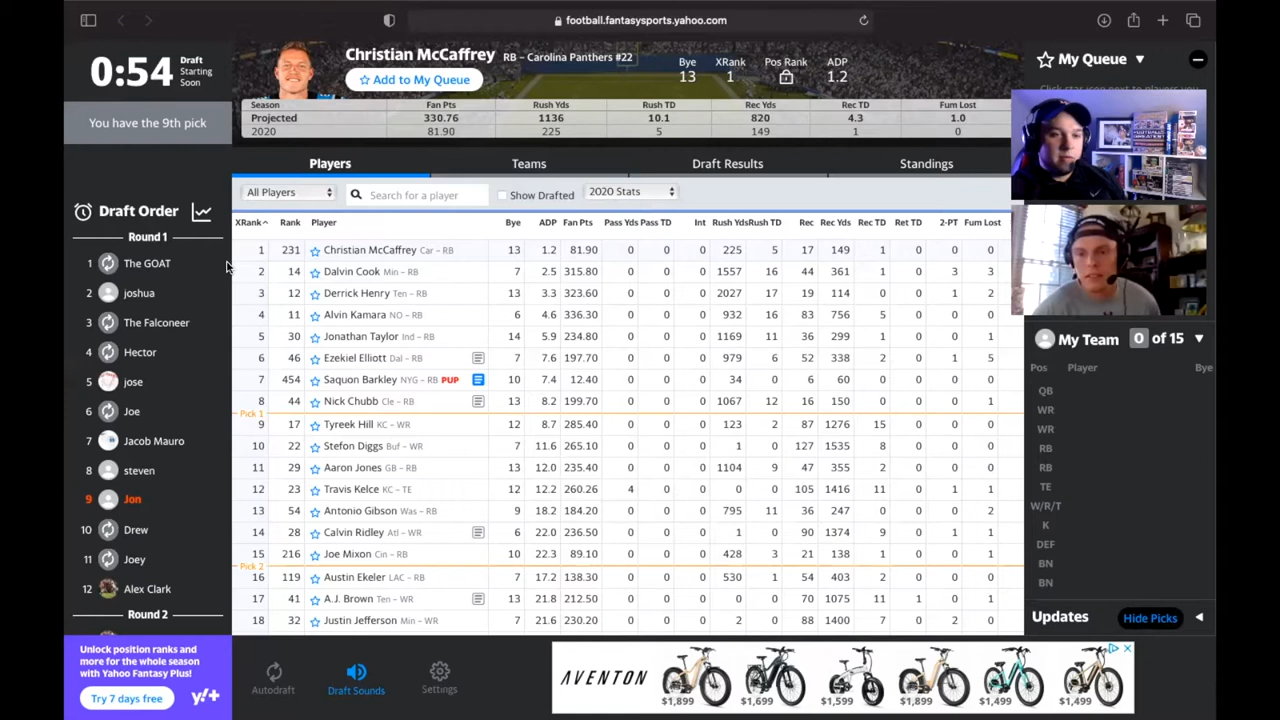 football.fantasysports.yahoo.com
0:54 Draft Starting Soon
You have the 9th pick
Christian McCaffrey RB – Carolina Panthers #22
Add to My Queue
Bye XRank Pos Rank ADP
13 1 1.2
Season Fan Pts Rush Yds Rush TD Rec Yds Rec TD Fum Lost
Projected 330.76 1136 10.1 820 4.3 1.0
2020 81.90 225 5 149 1 0
My Queue
Players Teams Draft Results Standings
All Players Search for a player Show Drafted 2020 Stats
XRank Rank Player Bye ADP Fan Pts Pass Yds Pass TD Int Rush Yds Rush TD Rec Rec Yds Rec TD Ret TD 2-PT Fum Lost
1 231 Christian McCaffrey Car – RB 13 1.2 81.90 0 0 0 225 5 17 149 1 0 0 0
2 14 Dalvin Cook Min – RB 7 2.5 315.80 0 0 0 1557 16 44 361 1 0 3 3
3 12 Derrick Henry Ten – RB 13 3.3 323.60 0 0 0 2027 17 19 114 0 0 1 2
4 11 Alvin Kamara NO – RB 6 4.6 336.30 0 0 0 932 16 83 756 5 0 0 0
5 30 Jonathan Taylor Ind – RB 14 5.9 234.80 0 0 0 1169 11 36 299 1 0 0 1
6 46 Ezekiel Elliott Dal – RB 7 7.6 197.70 0 0 0 979 6 52 338 2 0 1 5
7 454 Saquon Barkley NYG – RB PUP 10 7.4 12.40 0 0 0 34 0 6 60 0 0 0 0
8 44 Nick Chubb Cle – RB 13 8.2 199.70 0 0 0 1067 12 16 150 0 0 0 1
Pick 1
9 17 Tyreek Hill KC – WR 12 8.7 285.40 0 0 0 123 2 87 1276 15 0 0 0
10 22 Stefon Diggs Buf – WR 7 11.6 265.10 0 0 0 1 0 127 1535 8 0 0 0
11 29 Aaron Jones GB – RB 13 12.0 235.40 0 0 0 1104 9 47 355 2 0 0 1
12 23 Travis Kelce KC – TE 12 12.2 260.26 4 0 0 0 0 105 1416 11 0 1 1
13 54 Antonio Gibson Was – RB 9 18.2 184.20 0 0 0 795 11 36 247 0 0 0 2
14 28 Calvin Ridley Atl – WR 6 22.0 236.50 0 0 0 1 0 90 1374 9 0 1 1
15 216 Joe Mixon Cin – RB 10 22.3 89.10 0 0 0 428 3 21 138 1 0 0 0
Pick 2
16 119 Austin Ekeler LAC – RB 7 17.2 138.30 0 0 0 530 1 54 403 2 0 0 0
17 41 A.J. Brown Ten – WR 13 21.8 212.50 0 0 0 0 0 70 1075 11 1 0 1
18 32 Justin Jefferson Min – WR 7 21.6 230.20 0 0 0 2 0 88 1400 7 0 2 0
Draft Order
Round 1
1 The GOAT
2 joshua
3 The Falconeer
4 Hector
5 jose
6 Joe
7 Jacob Mauro
8 steven
9 Jon
10 Drew
11 Joey
12 Alex Clark
Round 2
My Team 0 of 15
Pos Player Bye
QB
WR
WR
RB
RB
TE
W/R/T
K
DEF
BN
BN
Updates Hide Picks
Unlock position ranks and
more for the whole season
with Yahoo Fantasy Plus!
Try 7 days free
y!+
Autodraft Draft Sounds Settings
AVENTON $1,899 $1,699 $1,599 $1,899 $1,499 $1,499